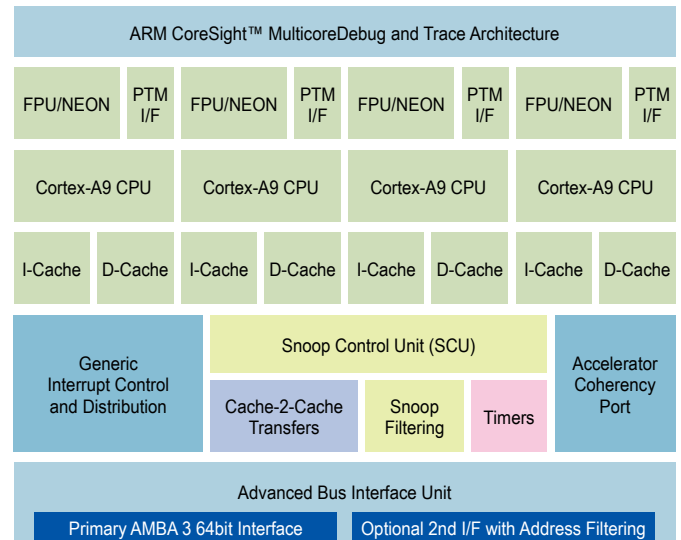 ARM CoreSight™ MulticoreDebug and Trace Architecture
FPU/NEON
PTM
I/F
FPU/NEON
PTM
I/F
FPU/NEON
PTM
I/F
FPU/NEON
PTM
I/F
Cortex-A9 CPU
Cortex-A9 CPU
Cortex-A9 CPU
Cortex-A9 CPU
I-Cache
D-Cache
I-Cache
D-Cache
I-Cache
D-Cache
I-Cache
D-Cache
Generic
Interrupt Control
and Distribution
Snoop Control Unit (SCU)
Cache-2-Cache
Transfers
Snoop
Filtering
Timers
Accelerator
Coherency
Port
Advanced Bus Interface Unit
Primary AMBA 3 64bit Interface
Optional 2nd I/F with Address Filtering